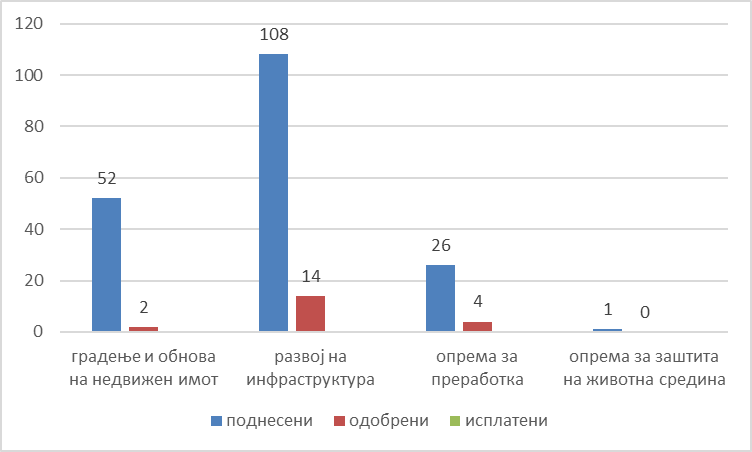 120
100
80
60
40
20
0
52
2
108
14
26
4
1
0
градење и обнова
на недвижен имот
развој на
инфраструктура
опрема за
преработка
опрема за заштита
на животна средина
поднесени
одобрени
исплатени